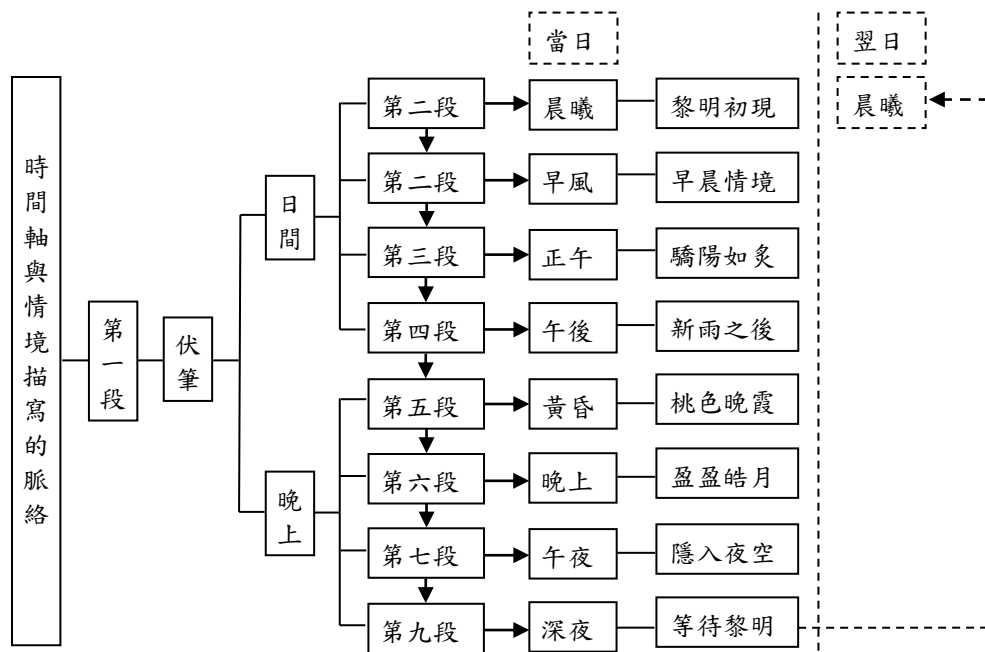 當日
翌日
時間軸與情境描寫的脈絡
第一段
伏筆
日間
晚上
第二段
晨曦
黎明初現
晨曦
第二段
早風
早晨情境
第三段
正午
驕陽如炙
第四段
午後
新雨之後
第五段
黃昏
桃色晚霞
第六段
晚上
盈盈皓月
第七段
午夜
隱入夜空
第九段
深夜
等待黎明